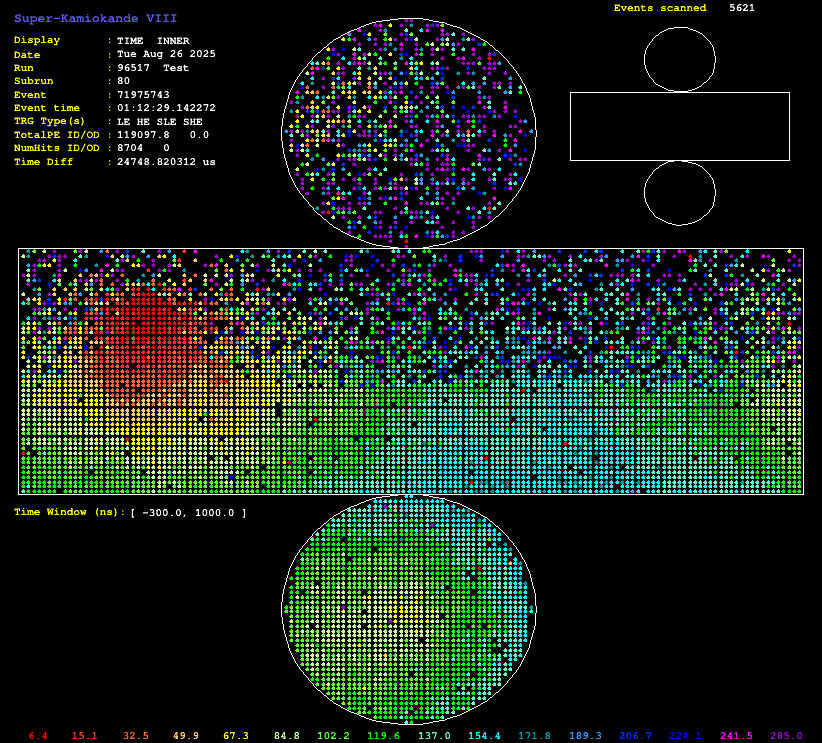 Events scanned 5621
Super-Kamiokande VIII
Display : TIME INNER
Date : Tue Aug 26 2025
Run : 96517 Test
Subrun : 80
Event : 71975743
Event time : 01:12:29.142272
TRG Type(s) : LE HE SLE SHE
TotalPE ID/OD : 119097.8 0.0
NumHits ID/OD : 8704 0
Time Diff : 24748.820312 us
Time Window (ns): [ -300.0, 1000.0 ]
6.4 15.1 32.5 49.9 67.3 84.8 102.2 119.6 137.0 154.4 171.8 189.3 206.7 224.1 241.5 285.0